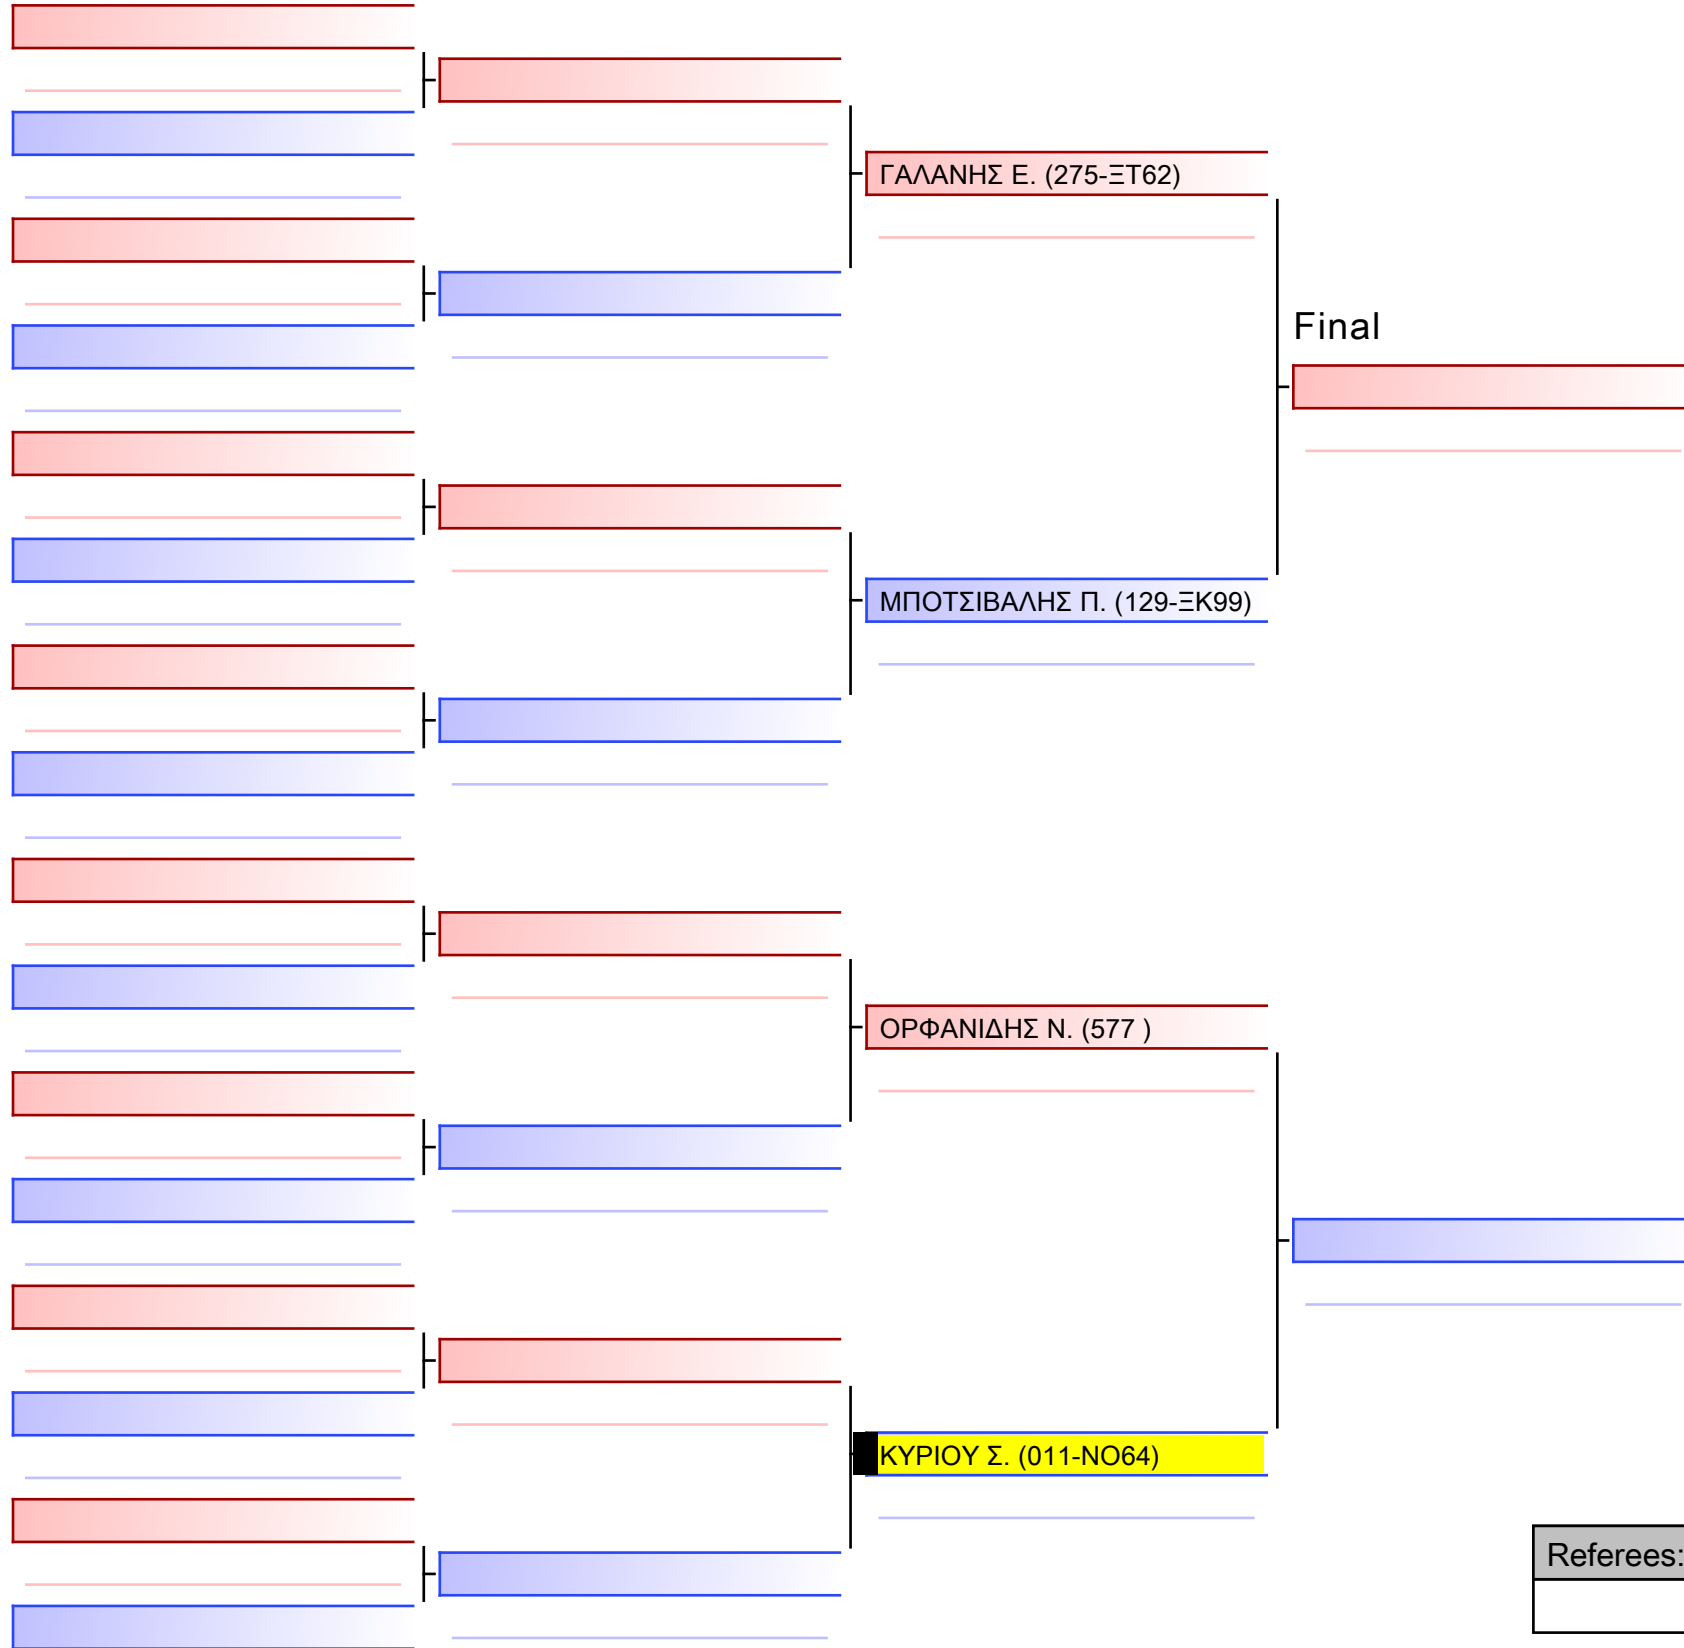 ΓΑΛΑΝΗΣ Ε. (275-ΞΤ62)
Final
ΜΠΟΤΣΙΒΑΛΗΣ Π. (129-ΞΚ99)
ΟΡΦΑΝΙΔΗΣ Ν. (577 )
ΚΥΡΙΟΥ Σ. (011-ΝΟ64)
Referees: